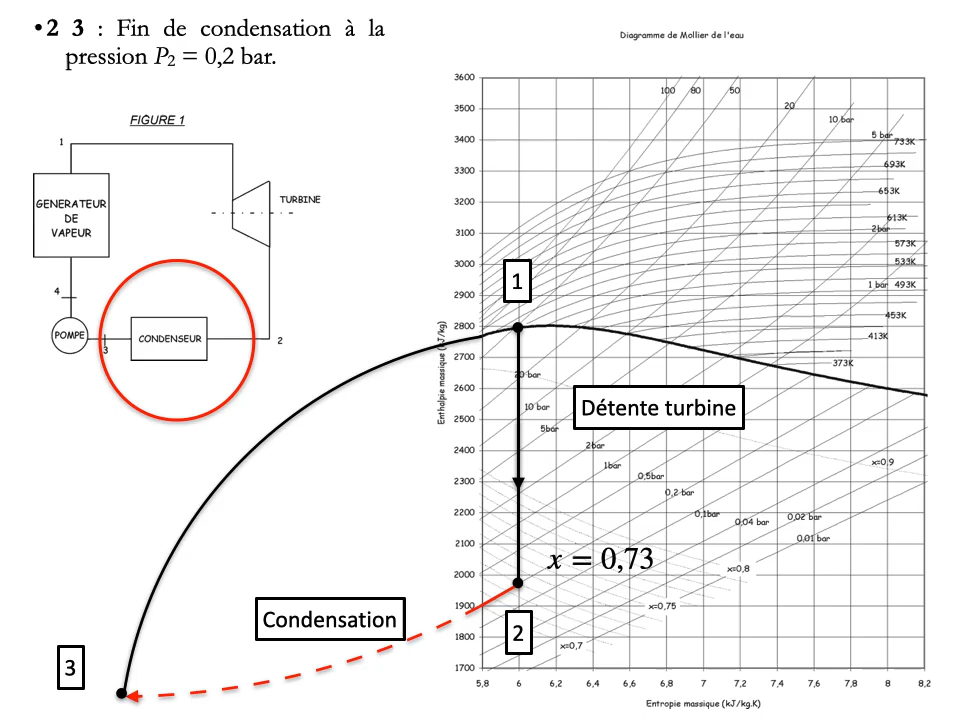 •2 3 : Fin de condensation à la
pression P2 = 0,2 bar.
Diagramme de Mollier de l'eau
FIGURE 1
1
GENERATEUR
DE
VAPEUR
TURBINE
4
POMPE
3
CONDENSEUR
2
Enthalpie massique (kJ/kg)
3600
3500
3400
3300
3200
3100
3000
2900
2800
2700
2600
2500
2400
2300
2200
2100
2000
1900
1800
1700
100
80
50
20
10 bar
5 bar
733K
693K
653K
613K
2bar
573K
533K
1 bar
493K
453K
413K
373K
1
20 bar
10 bar
5bar
2bar
1bar
0,5bar
0,2 bar
0,1bar
0,04 bar
0,02 bar
0,01 bar
Détente turbine
x=0,9
x = 0,73
x=0,8
x=0,75
x=0,7
2
Condensation
3
5,8
6
6,2
6,4
6,6
6,8
7
7,2
7,4
7,6
7,8
8
8,2
Entropie massique (kJ/kg.K)